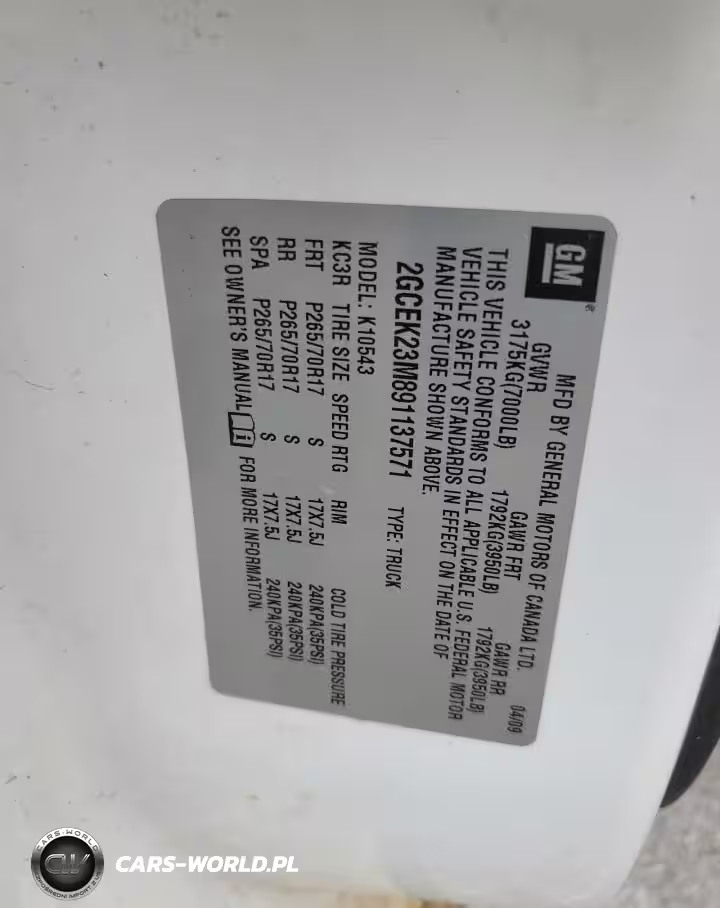 GM
®
MFD BY GENERAL MOTORS OF CANADA LTD.
GVWR GAWR FRT GAWR RR 04/09
3175KG(7000LB) 1792KG(3950LB) 1792KG(3950LB)
THIS VEHICLE CONFORMS TO ALL APPLICABLE U.S. FEDERAL MOTOR
VEHICLE SAFETY STANDARDS IN EFFECT ON THE DATE OF
MANUFACTURE SHOWN ABOVE.
2GCEK23M891137571 TYPE: TRUCK
MODEL: K10543
KC3R TIRE SIZE SPEED RTG RIM COLD TIRE PRESSURE
FRT P265/70R17 S 17X7.5J 240KPA(35PSI)
RR P265/70R17 S 17X7.5J 240KPA(35PSI)
SPA P265/70R17 S 17X7.5J 240KPA(35PSI)
SEE OWNER'S MANUAL FOR MORE INFORMATION.
CARS-WORLD
CW
CARS-WORLD.PL